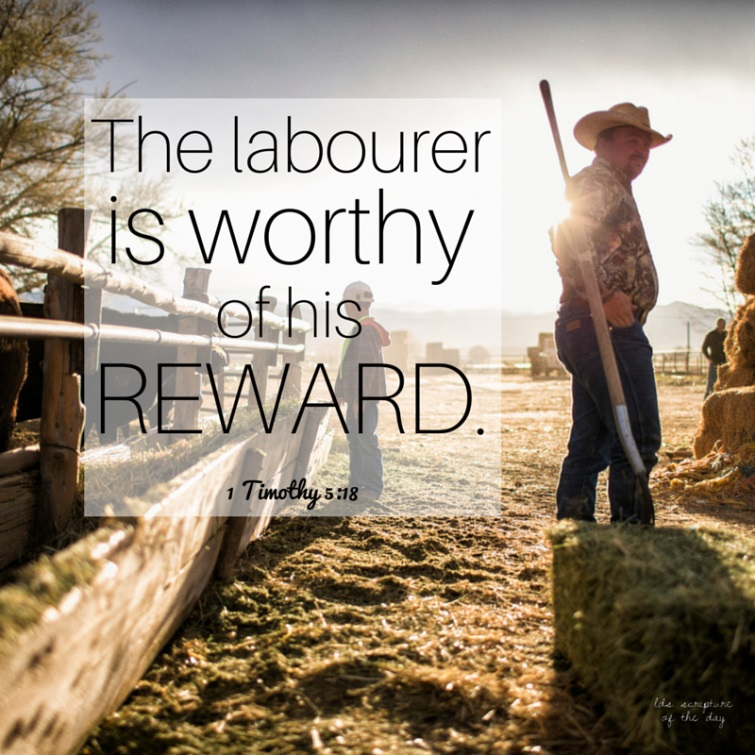 The labourer
is worthy
of his
REWARD.
1 Timothy 5:18
lds scripture
of the day